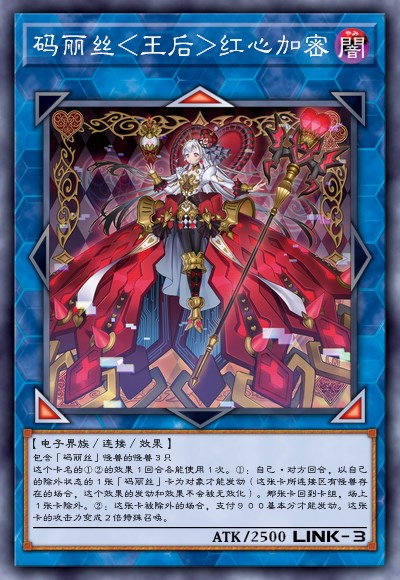 码丽丝<王后>红心加密
闇
やみ
【电子界族/连接/效果】
包含「码丽丝」怪兽的怪兽3只
这个卡名的①②的效果1回合各能使用1次。①：自己·对方回合，以自
的除外状态的1张「码丽丝」卡为对象才能发动（这张卡所连接区有怪兽存
在的场合，这个效果的发动和效果不会被无效化）。那张卡回到卡组，场上
1张卡除外。②：这张卡被除外的场合，支付900基本分才能发动。这张
卡的攻击力变成2倍特殊召唤。
ATK/2500 LINK-3